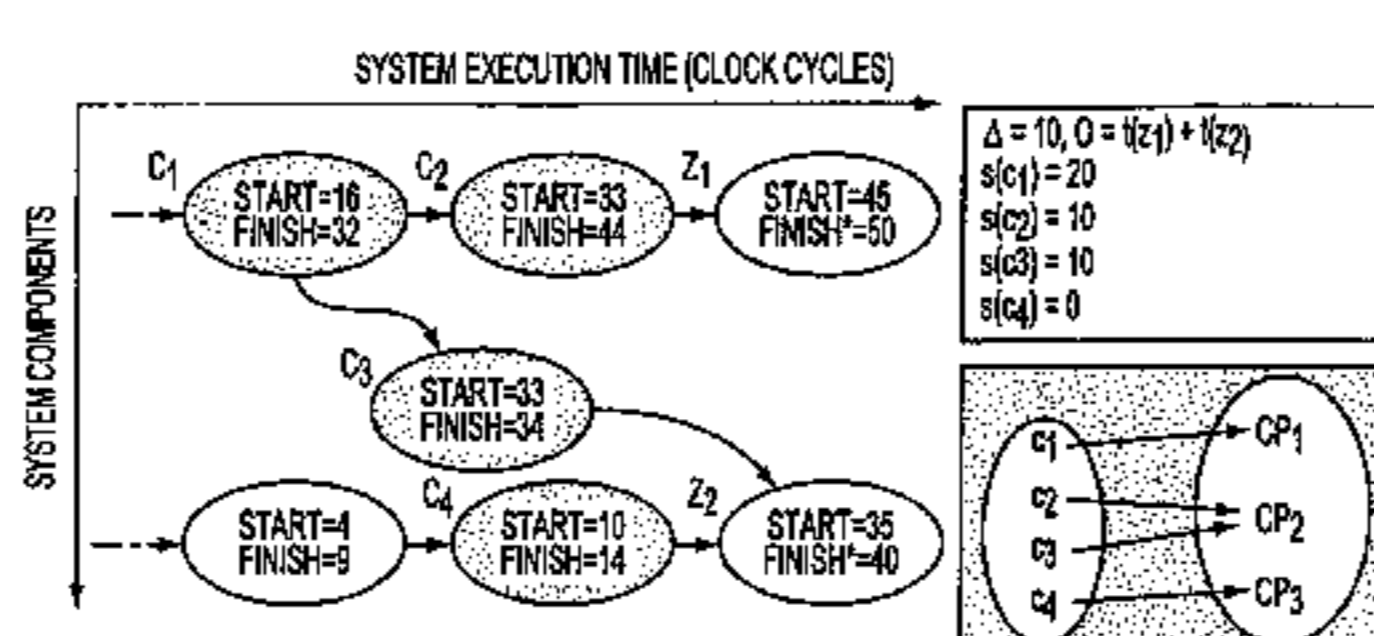 SYSTEM EXECUTION TIME (CLOCK CYCLES)
SYSTEM COMPONENTS
C1
START=16
FINISH=32
C2
START=33
FINISH=44
Z1
START=45
FINISH*=50
C3
START=33
FINISH=34
START=4
FINISH=9
C4
START=10
FINISH=14
Z2
START=35
FINISH*=40
Δ = 10, O = t(z1) + t(z2)
s(c1) = 20
s(c2) = 10
s(c3) = 10
s(c4) = 0
c1
CP1
c2
CP2
c3
c4
CP3